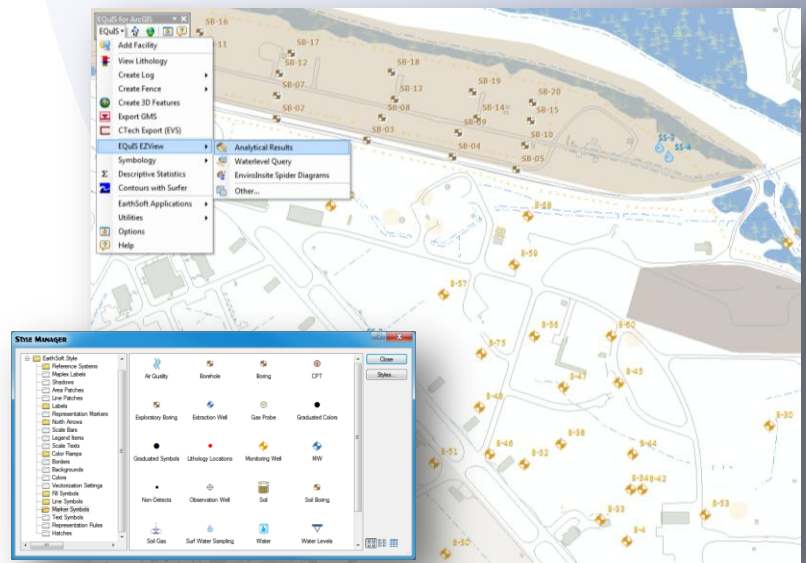 EQuIS for ArcGIS
EQuIS
Add Facility
View Lithology
Create Log
Create Fence
Create 3D Features
Export GMS
CTech Export (EVS)
EQuIS EZView
Symbology
Descriptive Statistics
Contours with Surfer
EarthSoft Applications
Utilities
Options
Help
Analytical Results
Waterlevel Query
EnviroInsite Spider Diagrams
Other...
SB-16
SB-17
SB-12
SB-18
SB-07
SB-13
SB-19
SB-20
SB-02
SB-08
SB-14
SB-15
SB-03
SB-09
SB-10
SB-04
SB-05
SS-3
SS-4
B-59
B-57
B-56
B-60
B-75
B-47
B-45
B-48
B-30
B-46
B-38
S-44
B-51
B-52
B-34
B-42
B-33
B-53
B-4
B-50
STYLE MANAGER
EarthSoft.Style
Reference Systems
Maplex Labels
Shadows
Area Patches
Line Patches
Labels
Representation Markers
North Arrows
Scale Bars
Legend Items
Scale Texts
Color Ramps
Borders
Backgrounds
Colors
Vectorization Settings
Fill Symbols
Line Symbols
Marker Symbols
Text Symbols
Representation Rules
Hatches
Air Quality
Borehole
Boring
CPT
Exploratory Boring
Extraction Well
Gas Probe
Graduated Colors
Graduated Symbols
Lithology Locations
Monitoring Well
MW
Non-Detects
Observation Well
Soil
Soil Boring
Soil Gas
Surf Water Sampling
Water
Water Levels
Close
Styles...